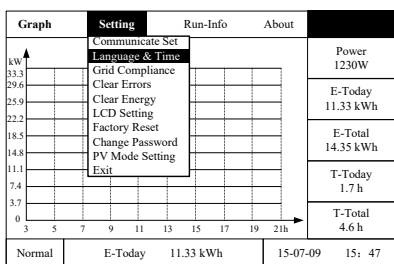 Graph Setting Run-Info About
Communicate Set
Language & Time
Grid Compliance
Clear Errors
Clear Energy
LCD Setting
Factory Reset
Change Password
PV Mode Setting
Exit
kW
33.3
29.6
25.9
22.2
18.5
14.8
11.1
7.4
3.7
0
3 5 7 9 11 13 15 17 19 21h
Power
1230W
E-Today
11.33 kWh
E-Total
14.35 kWh
T-Today
1.7 h
T-Total
4.6 h
Normal E-Today 11.33 kWh 15-07-09 15: 47